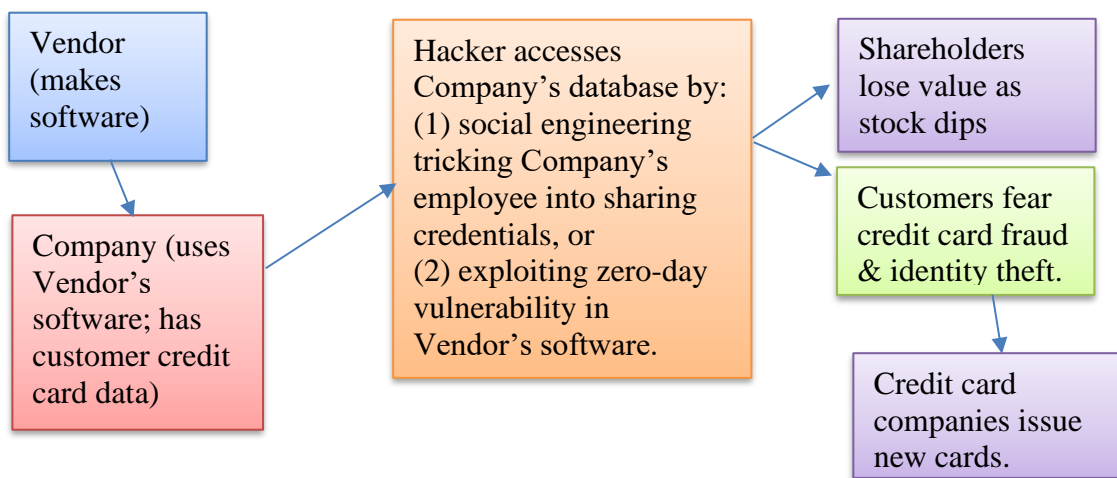 Vendor
(makes
software)
Company (uses
Vendor’s
software; has
customer credit
card data)
Hacker accesses
Company’s database by:
(1) social engineering
tricking Company’s
employee into sharing
credentials, or
(2) exploiting zero-day
vulnerability in
Vendor’s software.
Shareholders
lose value as
stock dips
Customers fear
credit card fraud
& identity theft.
Credit card
companies issue
new cards.